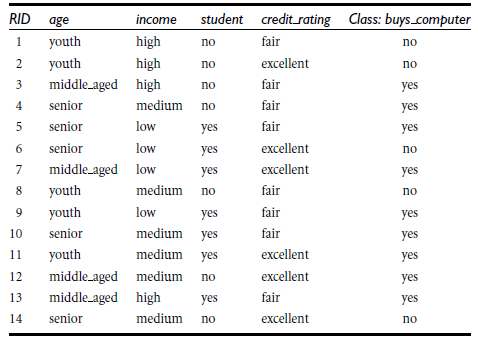 RID age income student credit_rating Class: buys_computer
1 youth high no fair no
2 youth high no excellent no
3 middle_aged high no fair yes
4 senior medium no fair yes
5 senior low yes fair yes
6 senior low yes excellent no
7 middle_aged low yes excellent yes
8 youth medium no fair no
9 youth low yes fair yes
10 senior medium yes fair yes
11 youth medium yes excellent yes
12 middle_aged medium no excellent yes
13 middle_aged high yes fair yes
14 senior medium no excellent no